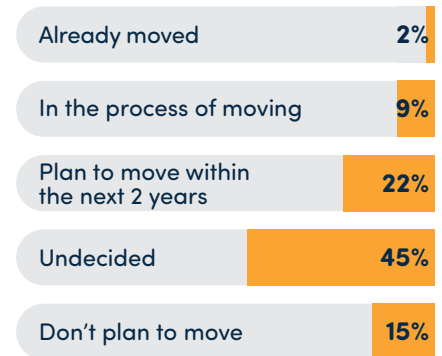 Already moved 2%
In the process of moving 9%
Plan to move within
the next 2 years 22%
Undecided 45%
Don’t plan to move 15%